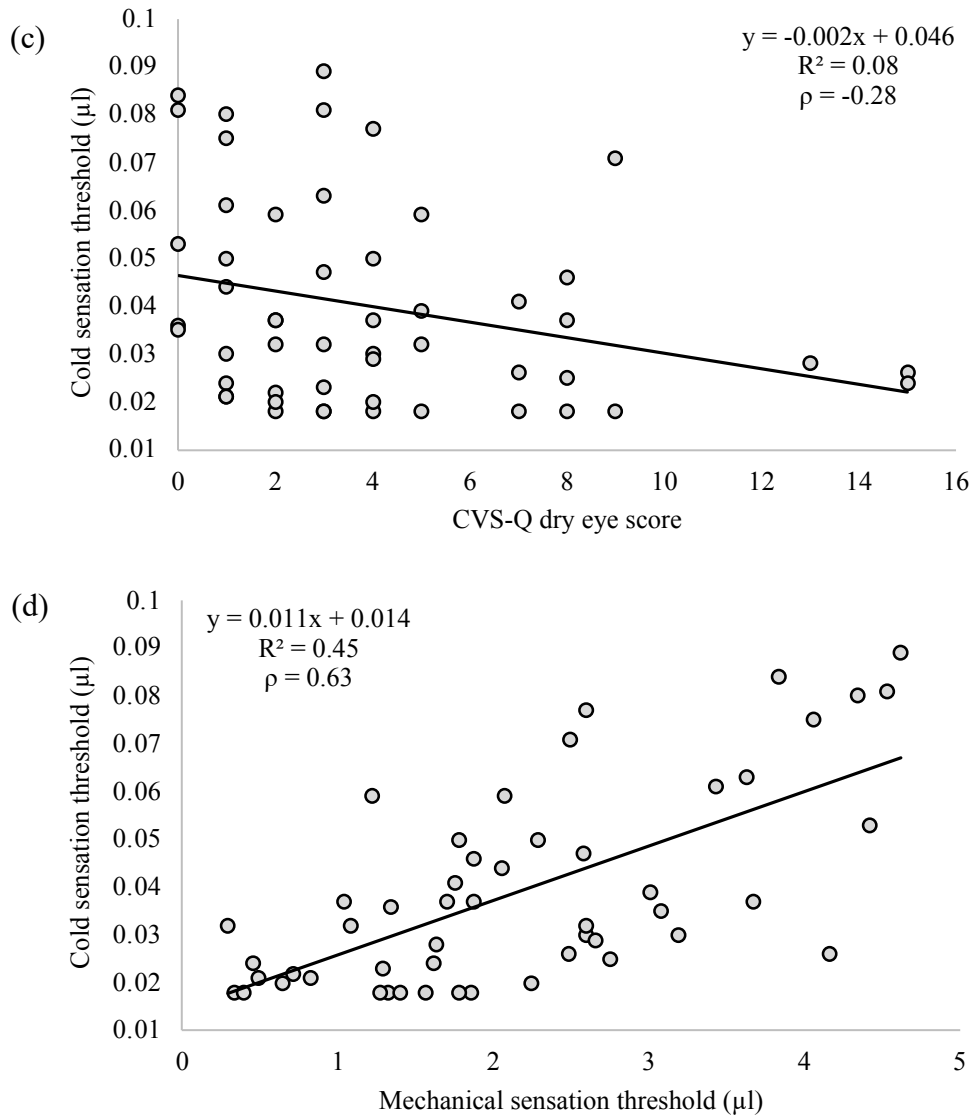 (c)
y = -0.002x + 0.046
R² = 0.08
ρ = -0.28
Cold sensation threshold (µl)
0.1
0.09
0.08
0.07
0.06
0.05
0.04
0.03
0.02
0.01
0 2 4 6 8 10 12 14 16
CVS-Q dry eye score
(d)
y = 0.011x + 0.014
R² = 0.45
ρ = 0.63
Cold sensation threshold (µl)
0.1
0.09
0.08
0.07
0.06
0.05
0.04
0.03
0.02
0.01
0 1 2 3 4 5
Mechanical sensation threshold (µl)